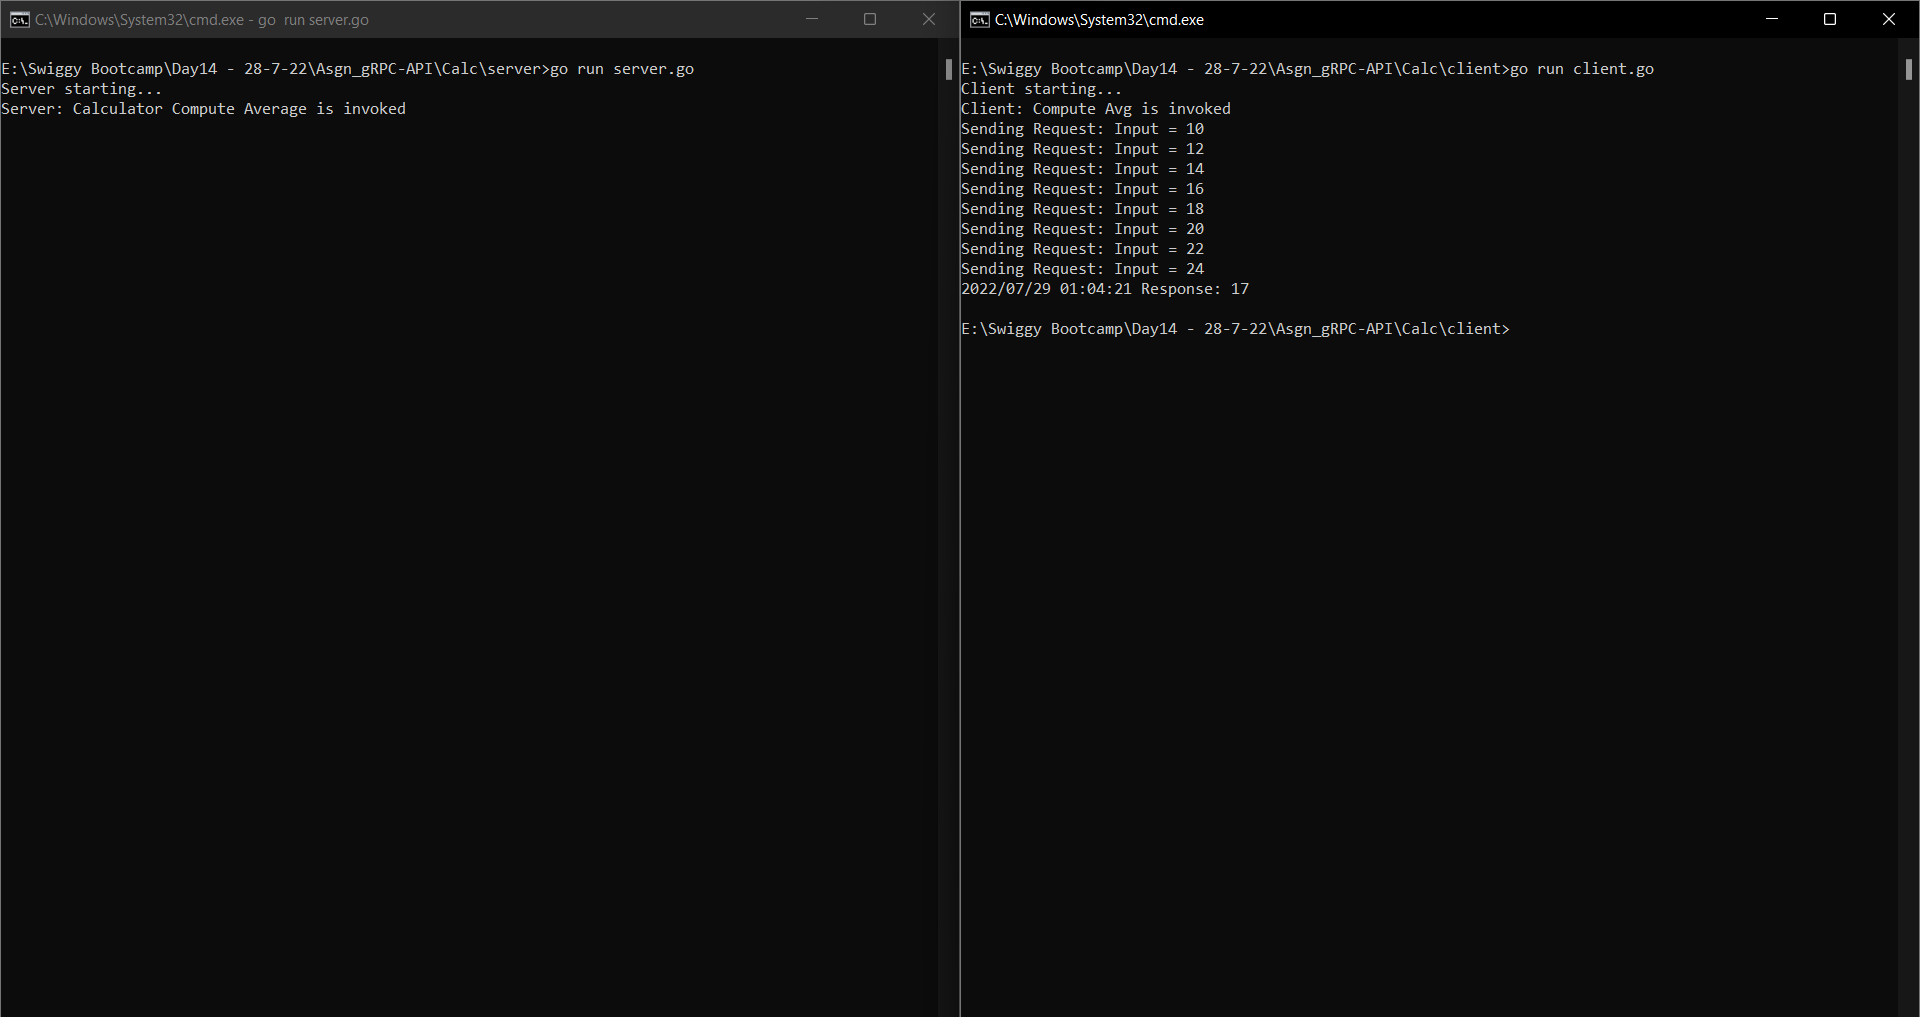 C:\Windows\System32\cmd.exe - go  run server.go
E:\Swiggy Bootcamp\Day14 - 28-7-22\Asgn_gRPC-API\Calc\server>go run server.go
Server starting...
Server: Calculator Compute Average is invoked
C:\Windows\System32\cmd.exe
E:\Swiggy Bootcamp\Day14 - 28-7-22\Asgn_gRPC-API\Calc\client>go run client.go
Client starting...
Client: Compute Avg is invoked
Sending Request: Input = 10
Sending Request: Input = 12
Sending Request: Input = 14
Sending Request: Input = 16
Sending Request: Input = 18
Sending Request: Input = 20
Sending Request: Input = 22
Sending Request: Input = 24
2022/07/29 01:04:21 Response: 17
E:\Swiggy Bootcamp\Day14 - 28-7-22\Asgn_gRPC-API\Calc\client>